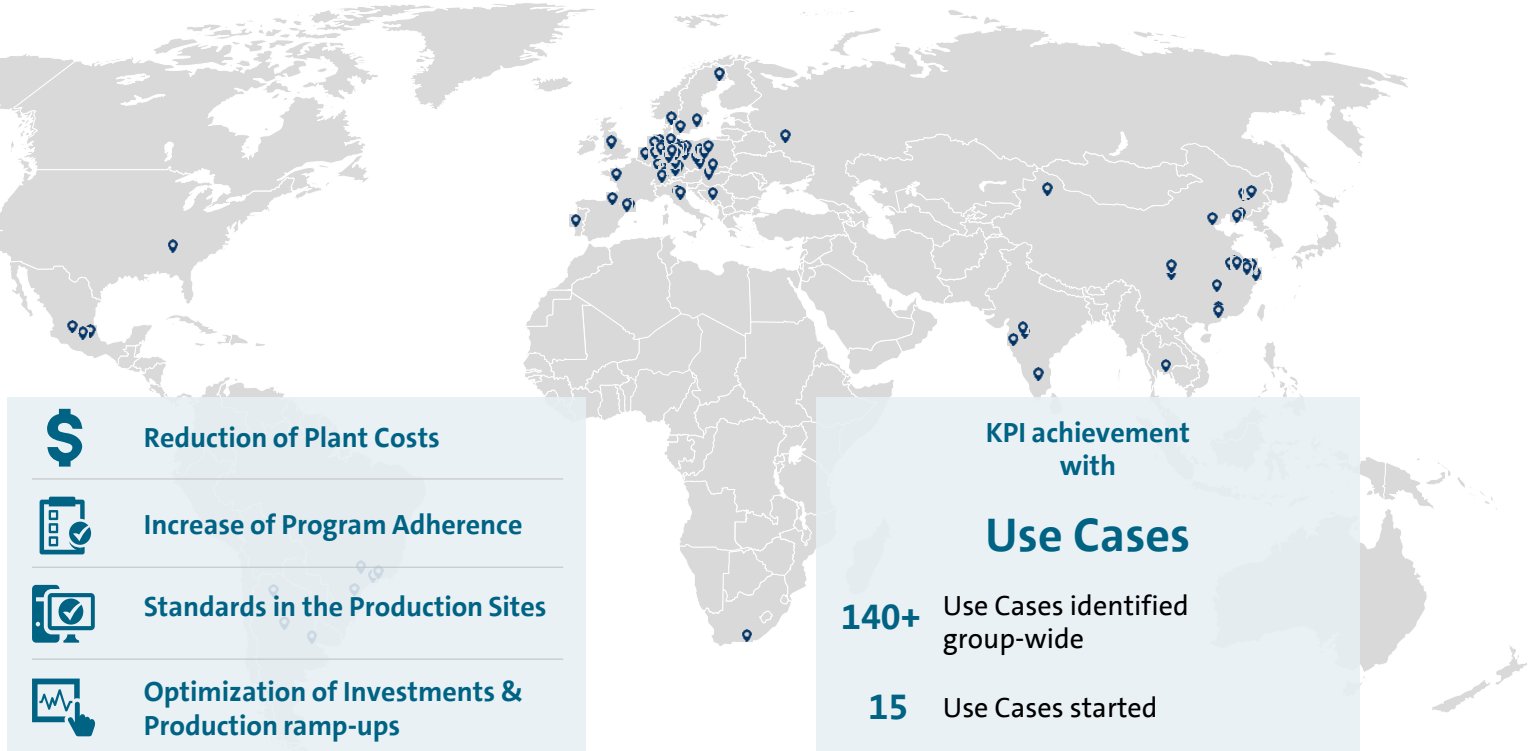 $
Reduction of Plant Costs
Increase of Program Adherence
Standards in the Production Sites
Optimization of Investments &
Production ramp-ups
KPI achievement
with
Use Cases
140+ Use Cases identified
group-wide
15 Use Cases started